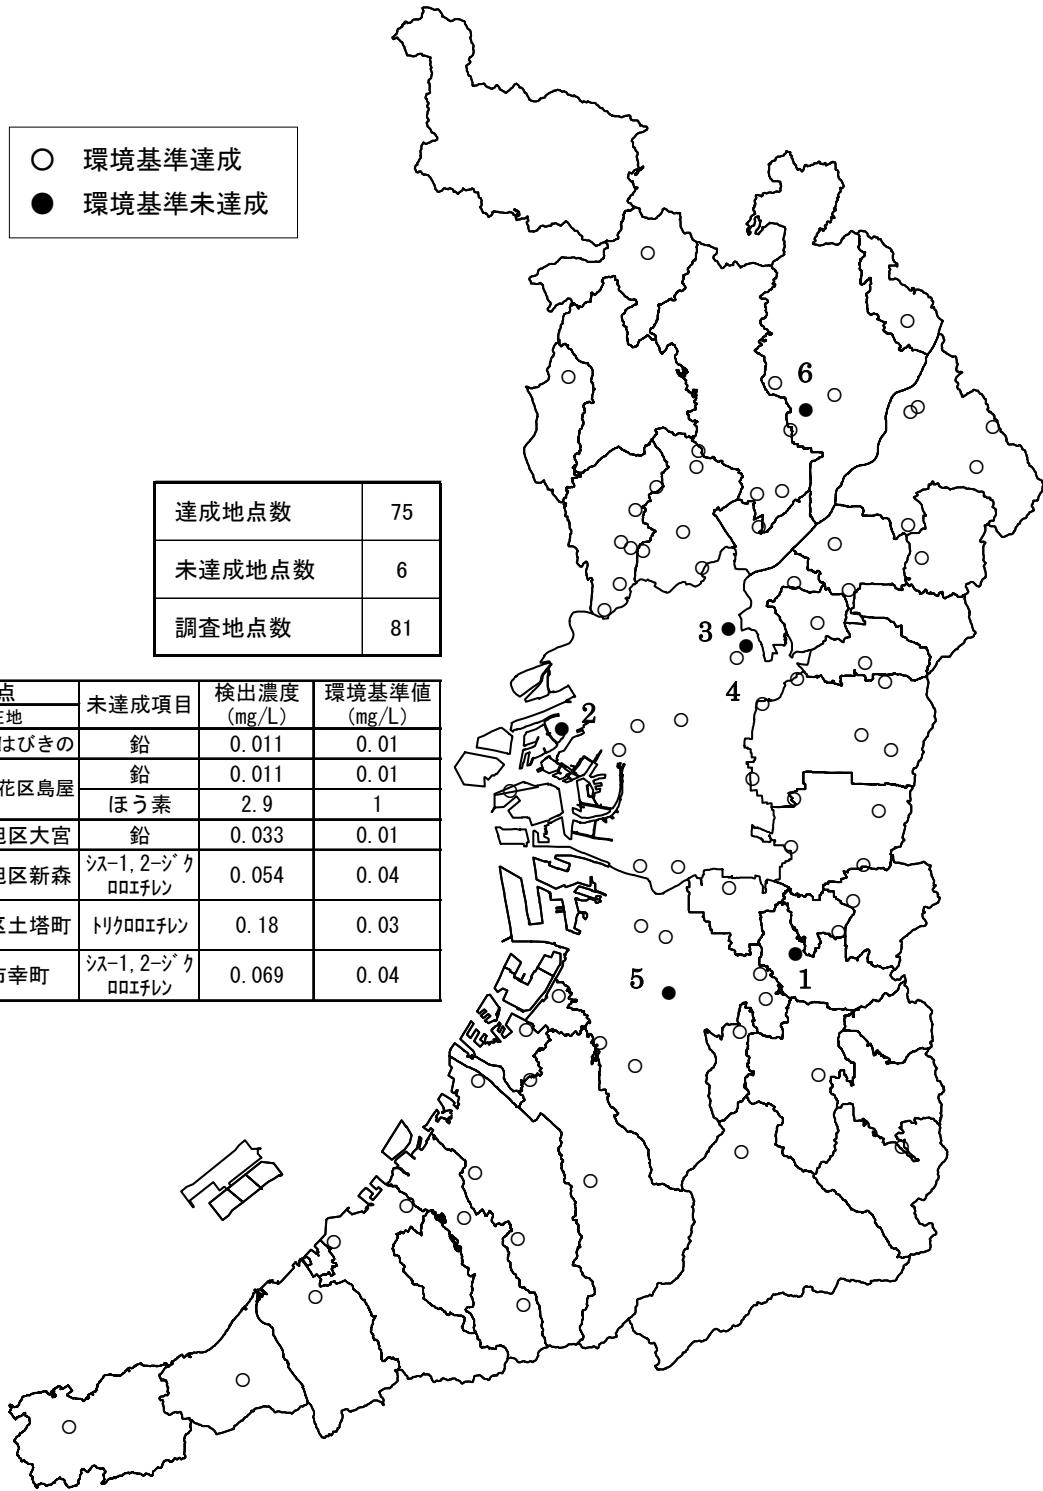 ○ 環境基準達成
● 環境基準未達成
達成地点数 75
未達成地点数 6
調査地点数 81
点 未達成項目 検出濃度 (mg/L) 環境基準値 (mg/L)
在地
はびきの 鉛 0.011 0.01
花区島屋 鉛 0.011 0.01
ほう素 2.9 1
旭区大宮 鉛 0.033 0.01
旭区新森 シス-1,2-ジクロロエチレン 0.054 0.04
区土塔町 トリクロロエチレン 0.18 0.03
市幸町 シス-1,2-ジクロロエチレン 0.069 0.04
6
3
4
2
1
5